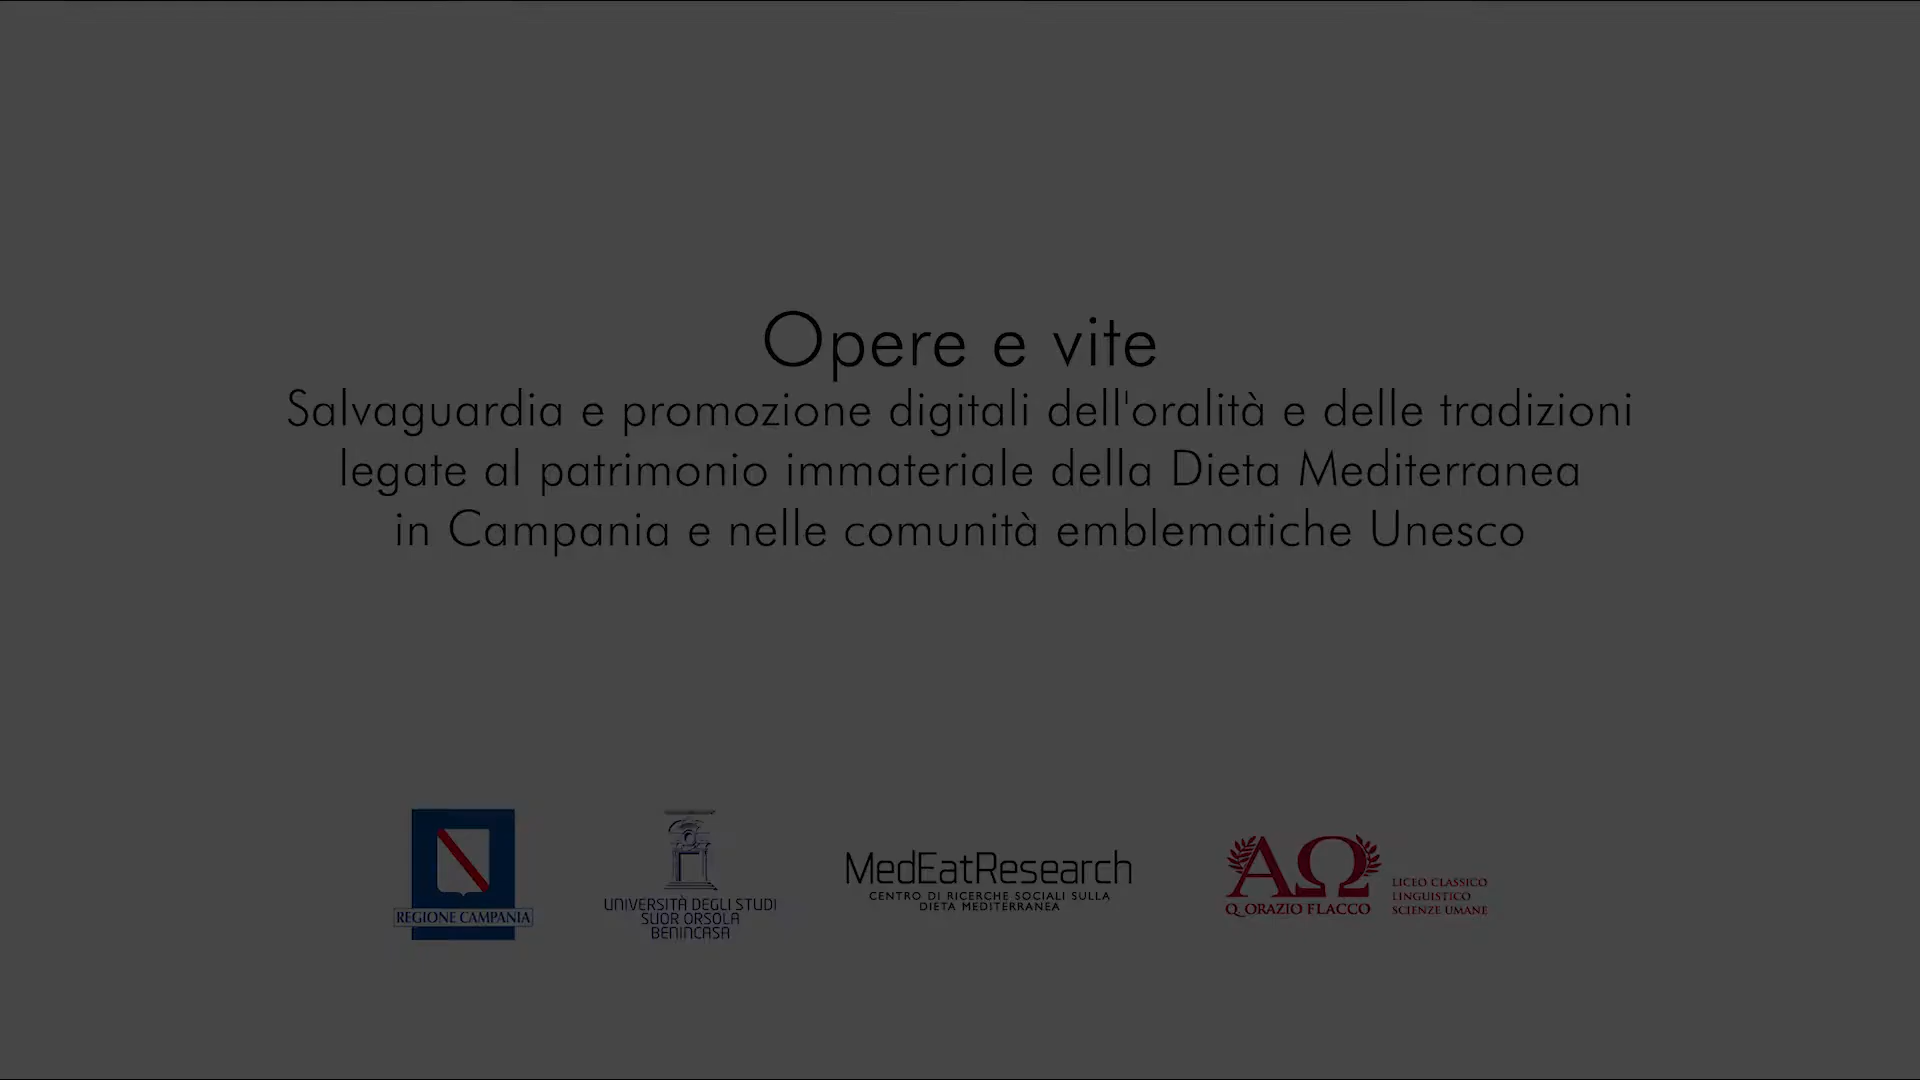 Opere e vite
Salvaguardia e promozione digitali dell'oralità e delle tradizioni
legate al patrimonio immateriale della Dieta Mediterranea
in Campania e nelle comunità emblematiche Unesco
REGIONE CAMPANIA
UNIVERSITÀ DEGLI STUDI
SUOR ORSOLA
BENINCASA
MedEatResearch
CENTRO DI RICERCHE SOCIALI SULLA
DIETA MEDITERRANEA
ΑΩ
Q. ORAZIO FLACCO
LICEO CLASSICO
LINGUISTICO
SCIENZE UMANE